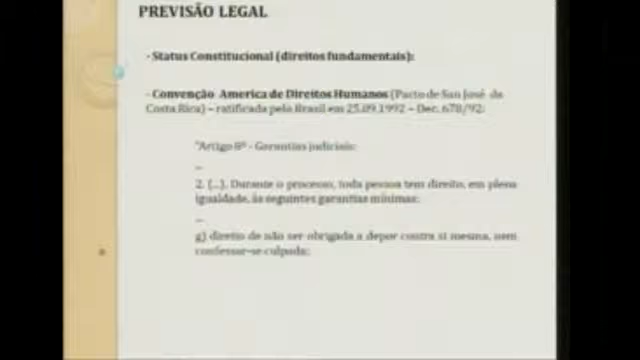 PREVISÃO LEGAL
- Status Constitucional (direitos fundamentais):
- Convenção America de Direitos Humanos (Pacto de San José da
Costa Rica) – ratificada pelo Brasil em 25.09.1992 – Dec. 678/92:
"Artigo 8º - Garantias judiciais:
...
2. (...). Durante o processo, toda pessoa tem direito, em plena
igualdade, às seguintes garantias mínimas:
...
g) direito de não ser obrigada a depor contra si mesma, nem
confessar-se culpada;